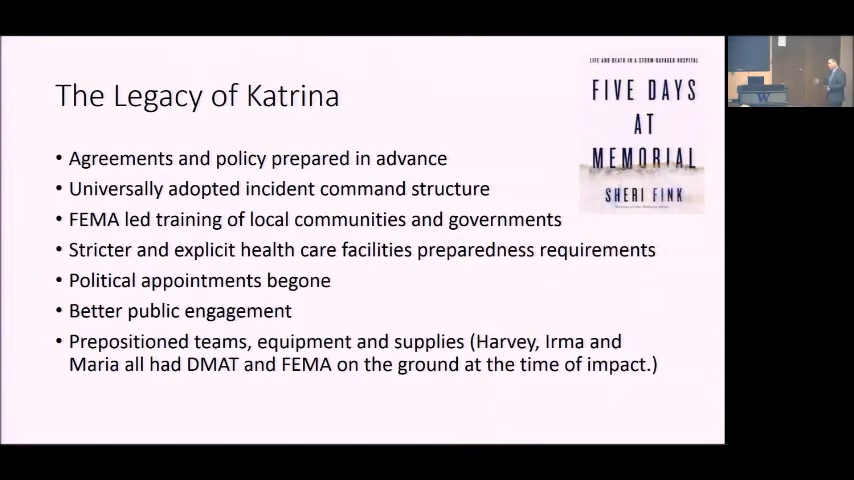 The Legacy of Katrina
• Agreements and policy prepared in advance
• Universally adopted incident command structure
• FEMA led training of local communities and governments
• Stricter and explicit health care facilities preparedness requirements
• Political appointments begone
• Better public engagement
• Prepositioned teams, equipment and supplies (Harvey, Irma and
Maria all had DMAT and FEMA on the ground at the time of impact.)
LIFE AND DEATH IN A STORM-RAVAGED HOSPITAL
FIVE DAYS
AT
MEMORIAL
SHERI FINK
W